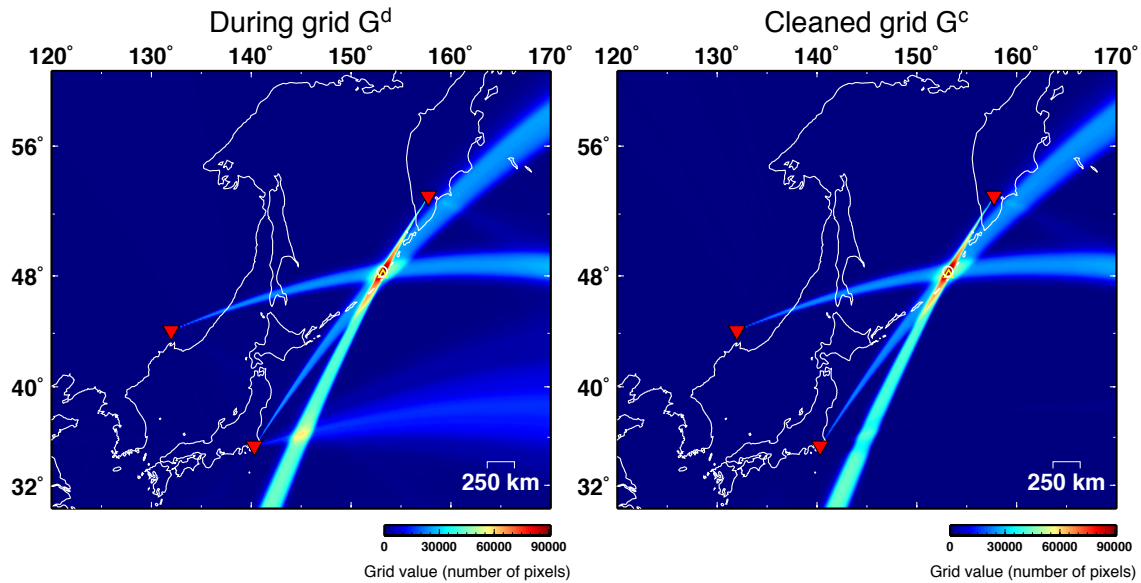 During grid Gᵈ
120˚ 130˚ 140˚ 150˚ 160˚ 170˚
56˚
48˚
40˚
32˚
250 km
0 30000 60000 90000
Grid value (number of pixels)
Cleaned grid Gᶜ
120˚ 130˚ 140˚ 150˚ 160˚ 170˚
56˚
48˚
40˚
32˚
250 km
0 30000 60000 90000
Grid value (number of pixels)